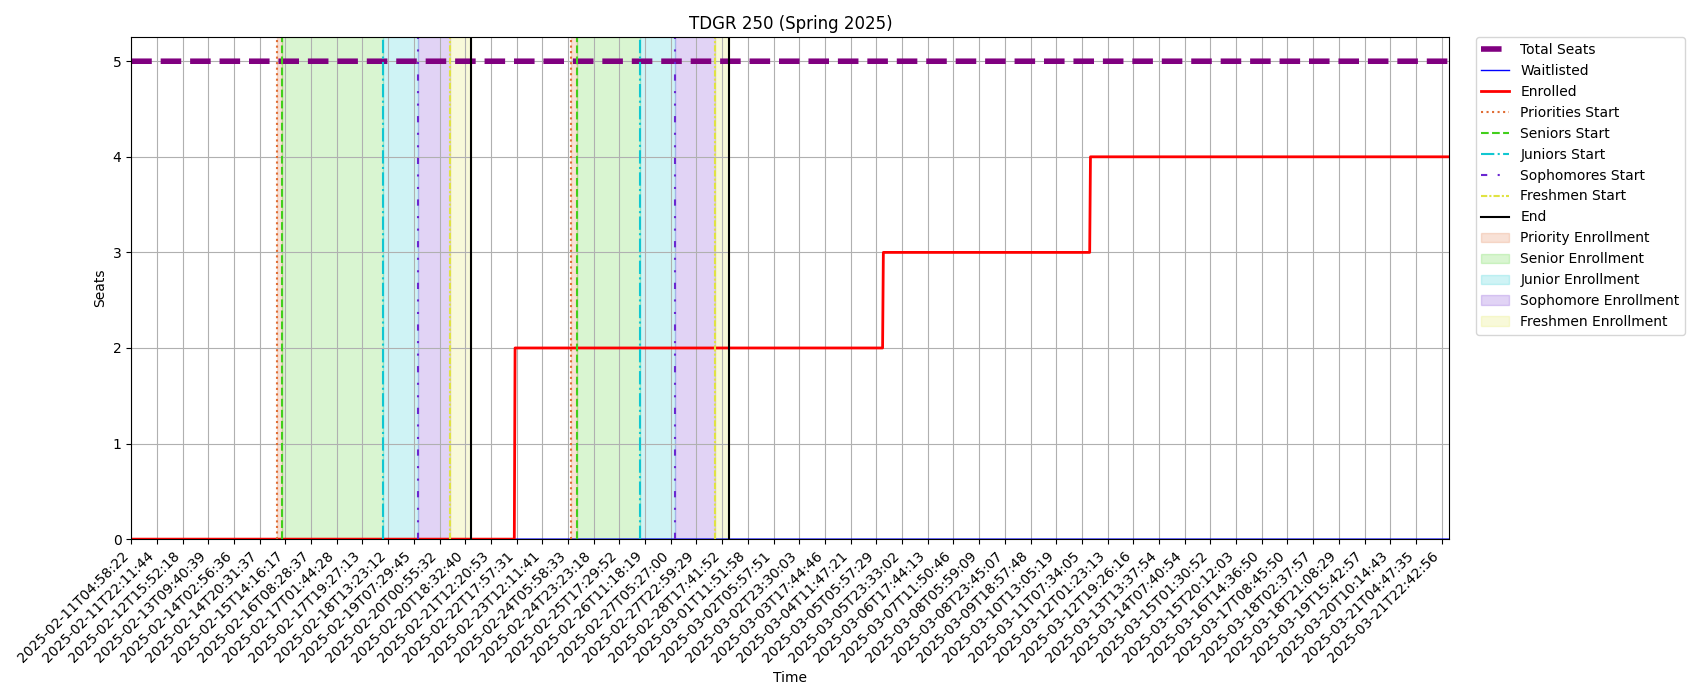 TDGR 250 (Spring 2025)
Total Seats
Waitlisted
Enrolled
Priorities Start
Seniors Start
Juniors Start
Sophomores Start
Freshmen Start
End
Priority Enrollment
Senior Enrollment
Junior Enrollment
Sophomore Enrollment
Freshmen Enrollment
Seats
5
4
3
2
1
0
2025-02-11T04:58:22
2025-02-11T22:11:44
2025-02-12T15:52:18
2025-02-13T09:40:39
2025-02-14T02:56:36
2025-02-14T20:31:37
2025-02-15T14:16:17
2025-02-16T08:28:37
2025-02-17T01:44:28
2025-02-17T19:27:13
2025-02-18T13:23:12
2025-02-19T07:29:45
2025-02-20T00:55:32
2025-02-20T18:32:40
2025-02-21T12:20:53
2025-02-22T17:57:31
2025-02-23T12:11:41
2025-02-24T05:58:33
2025-02-24T23:23:18
2025-02-25T17:29:52
2025-02-26T11:18:19
2025-02-27T05:27:00
2025-02-27T22:59:29
2025-02-28T17:41:52
2025-03-01T11:51:58
2025-03-02T05:57:51
2025-03-02T23:30:03
2025-03-03T17:44:46
2025-03-04T11:47:21
2025-03-05T05:57:29
2025-03-05T23:33:02
2025-03-06T17:44:13
2025-03-07T11:50:46
2025-03-08T05:59:09
2025-03-08T23:45:07
2025-03-09T18:57:48
2025-03-10T13:05:19
2025-03-11T07:34:05
2025-03-12T01:23:13
2025-03-12T19:26:16
2025-03-13T13:37:54
2025-03-14T07:40:54
2025-03-15T01:30:52
2025-03-15T20:12:03
2025-03-16T14:36:50
2025-03-17T08:45:50
2025-03-18T02:37:57
2025-03-18T21:08:29
2025-03-19T15:42:57
2025-03-20T10:14:43
2025-03-21T04:47:35
2025-03-21T22:42:56
Time